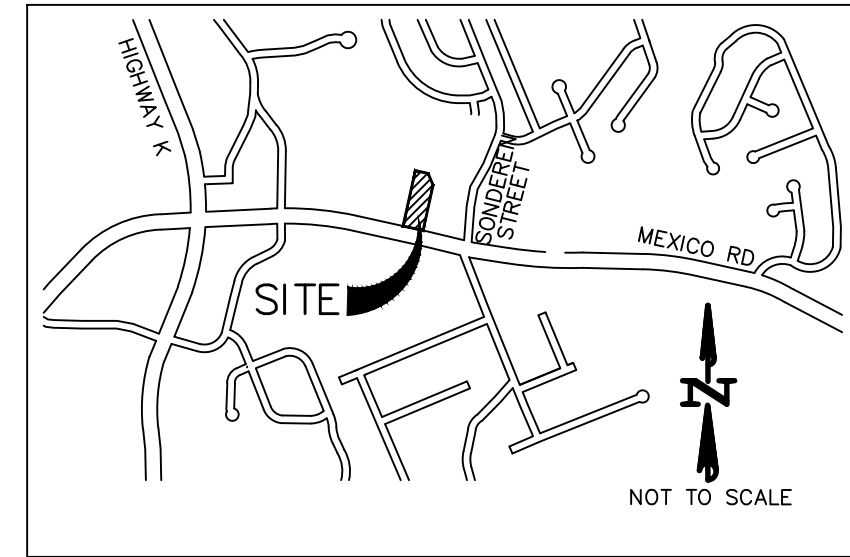 HIGHWAY K
SONDEREN
STREET
MEXICO RD
SITE
N
NOT TO SCALE